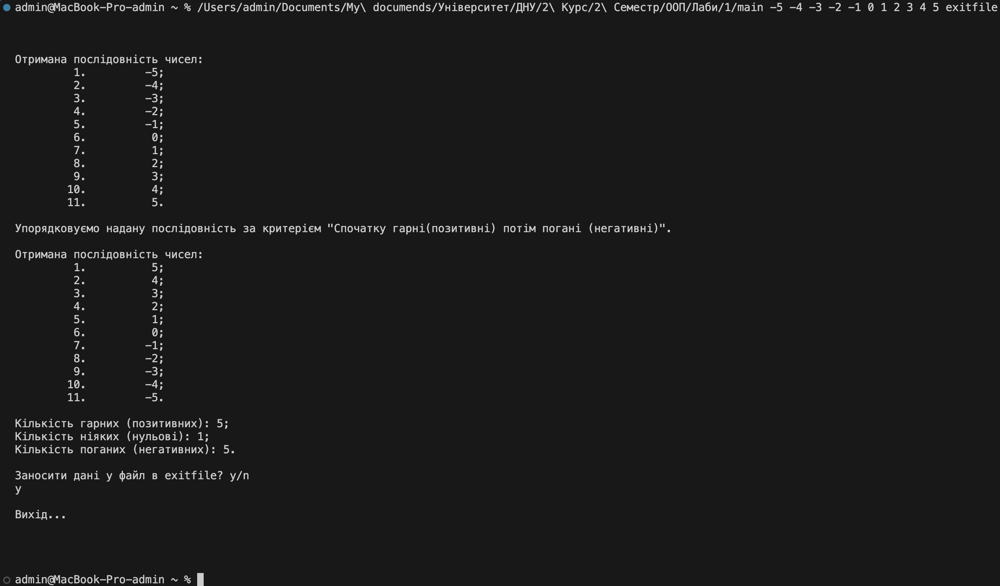 admin@MacBook-Pro-admin ~ % /Users/admin/Documents/My\ documends/Університет/ДНУ/2\ Курс/2\ Семестр/ООП/Лаби/1/main -5 -4 -3 -2 -1 0 1 2 3 4 5 exitfile
Отримана послідовність чисел:
1. -5;
2. -4;
3. -3;
4. -2;
5. -1;
6. 0;
7. 1;
8. 2;
9. 3;
10. 4;
11. 5.
Упорядковуємо надану послідовність за критерієм "Спочатку гарні(позитивні) потім погані (негативні)".
Отримана послідовність чисел:
1. 5;
2. 4;
3. 3;
4. 2;
5. 1;
6. 0;
7. -1;
8. -2;
9. -3;
10. -4;
11. -5.
Кількість гарних (позитивних): 5;
Кількість ніяких (нульові): 1;
Кількість поганих (негативних): 5.
Заносити дані у файл в exitfile? y/n
y
Вихід...
admin@MacBook-Pro-admin ~ %